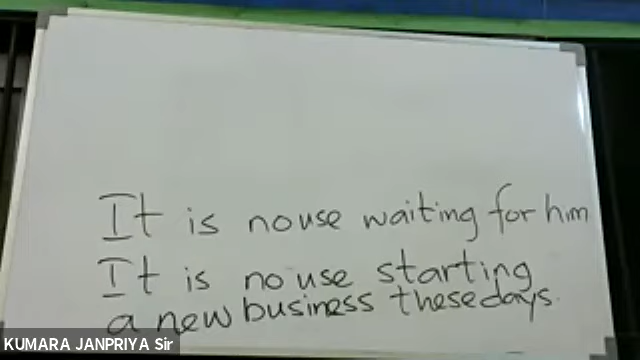 It is no use waiting for him
It is no use starting
a new business these days.
KUMARA JANPRIYA Sir